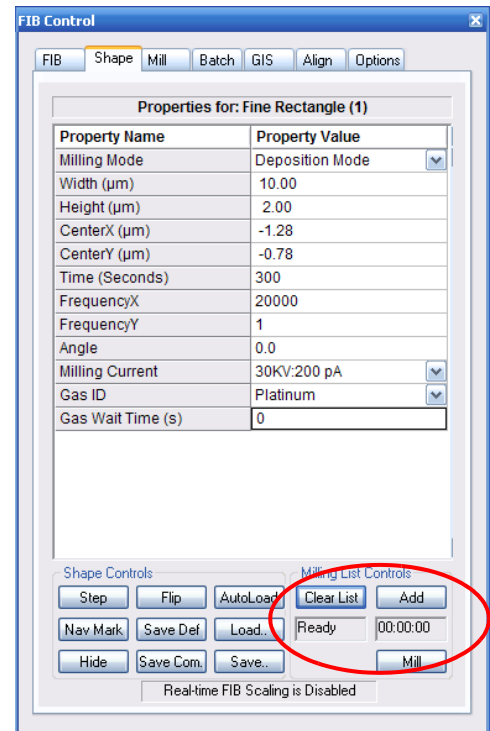 FIB Control
FIB Shape Mill Batch GIS Align Options
Properties for: Fine Rectangle (1)
Property Name Property Value
Milling Mode Deposition Mode
Width (µm) 10.00
Height (µm) 2.00
CenterX (µm) -1.28
CenterY (µm) -0.78
Time (Seconds) 300
FrequencyX 20000
FrequencyY 1
Angle 0.0
Milling Current 30KV:200 pA
Gas ID Platinum
Gas Wait Time (s) 0
Shape Controls Milling List Controls
Step Flip AutoLoad Clear List Add
Nav Mark Save Def Load.. Ready 00:00:00
Hide Save Com. Save.. Mill
Real-time FIB Scaling is Disabled